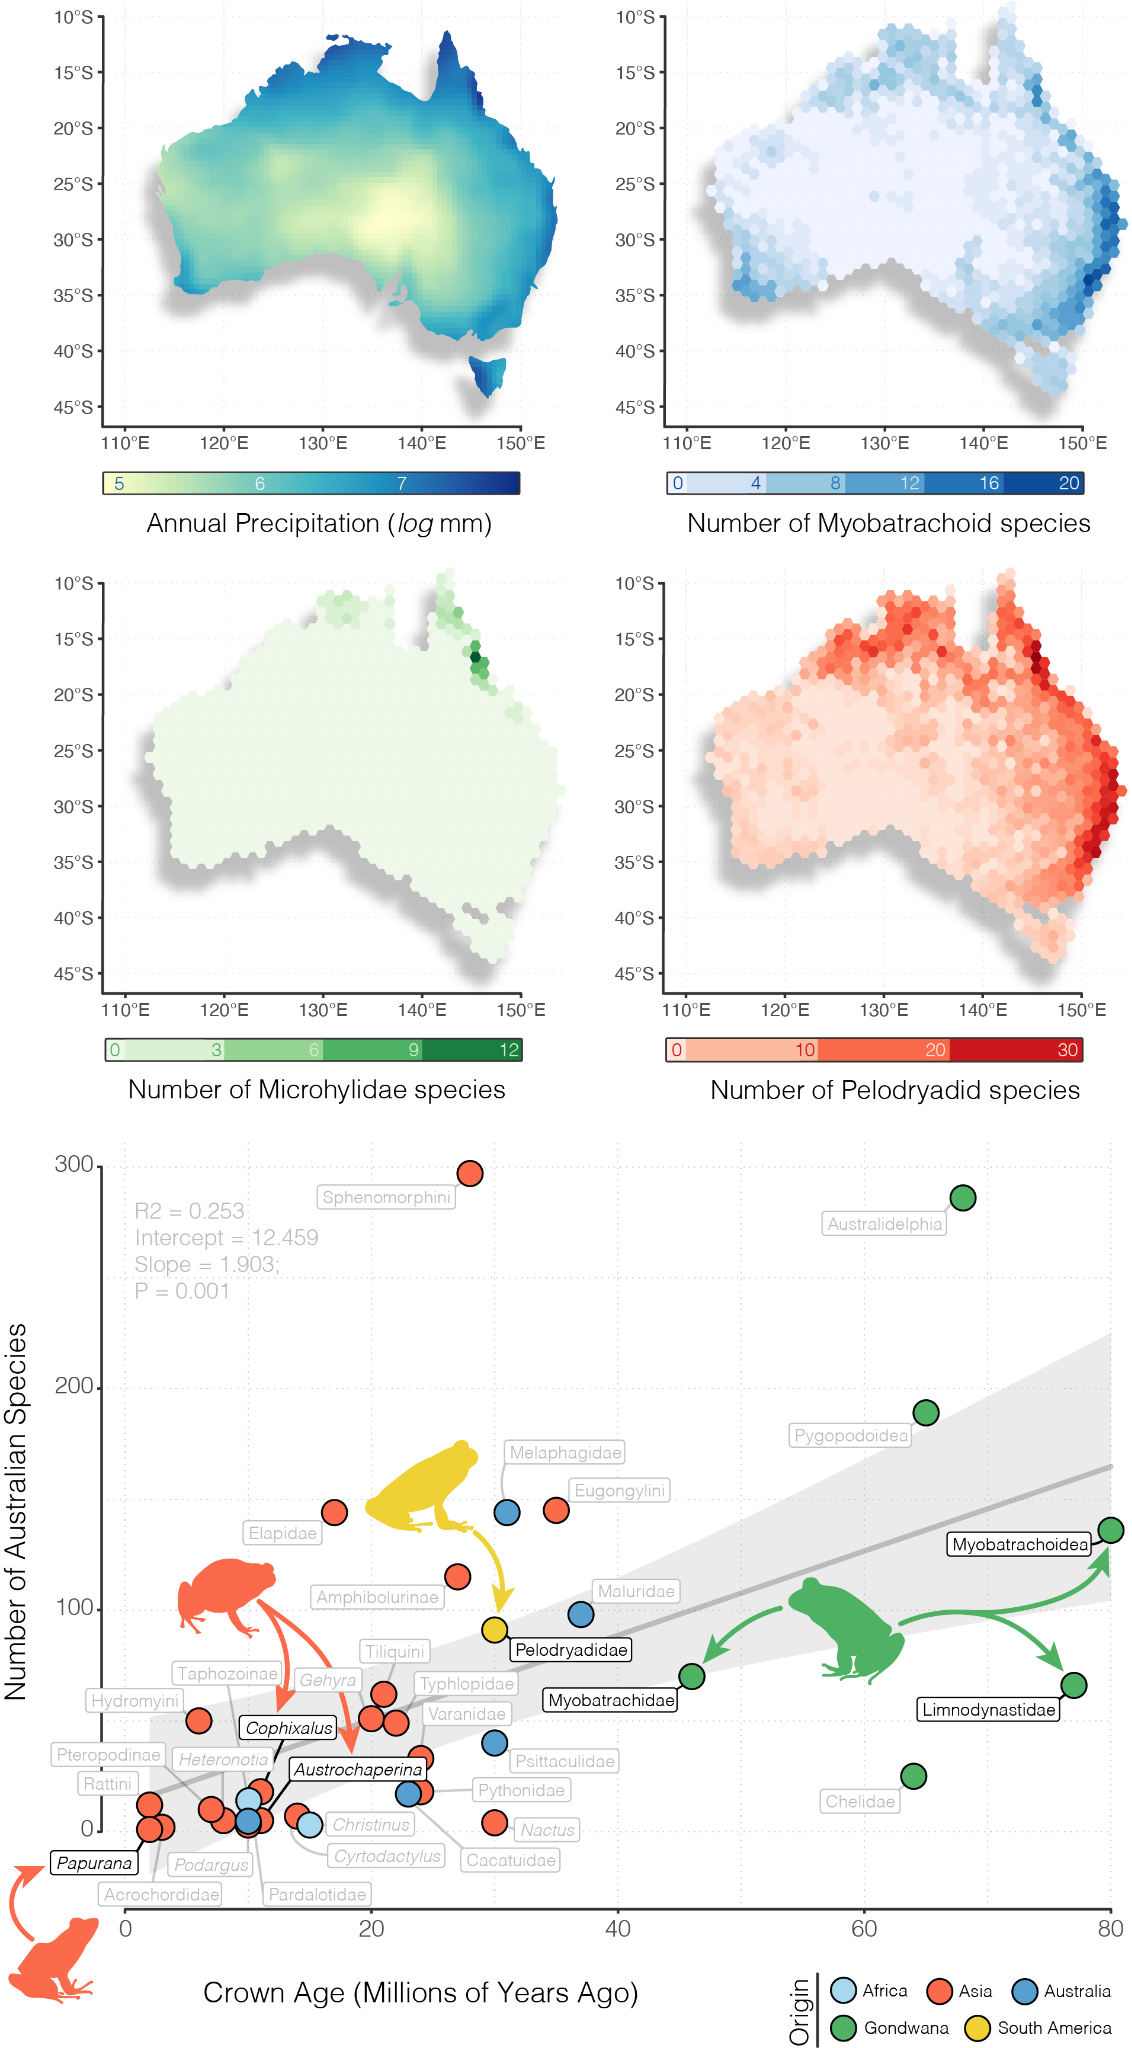 10°S
15°S
20°S
25°S
30°S
35°S
40°S
45°S
110°E 120°E 130°E 140°E 150°E
5 6 7
Annual Precipitation (log mm)
10°S
15°S
20°S
25°S
30°S
35°S
40°S
45°S
110°E 120°E 130°E 140°E 150°E
0 4 8 12 16 20
Number of Myobatrachoid species
10°S
15°S
20°S
25°S
30°S
35°S
40°S
45°S
110°E 120°E 130°E 140°E 150°E
0 3 6 9 12
Number of Microhylidae species
10°S
15°S
20°S
25°S
30°S
35°S
40°S
45°S
110°E 120°E 130°E 140°E 150°E
0 10 20 30
Number of Pelodryadid species
Number of Australian Species
300
200
100
0
R2 = 0.253
Intercept = 12.459
Slope = 1.903;
P = 0.001
Sphenomorphini
Australidelphia
Pygopodoidea
Melaphagidae
Eugongylini
Elapidae
Myobatrachoidea
Amphibolurinae
Maluridae
Pelodryadidae
Tiliquini
Taphozoinae
Gehyra
Typhlopidae
Hydromyini
Myobatrachidae
Limnodynastidae
Varanidae
Cophixalus
Pteropodinae
Heteronotia
Austrochaperina
Psittaculidae
Rattini
Pythonidae
Chelidae
Christinus
Nactus
Papurana
Podargus
Cyrtodactylus
Cacatuidae
Acrochordidae
Pardalotidae
0 20 40 60 80
Crown Age (Millions of Years Ago)
Origin
Africa
Asia
Australia
Gondwana
South America